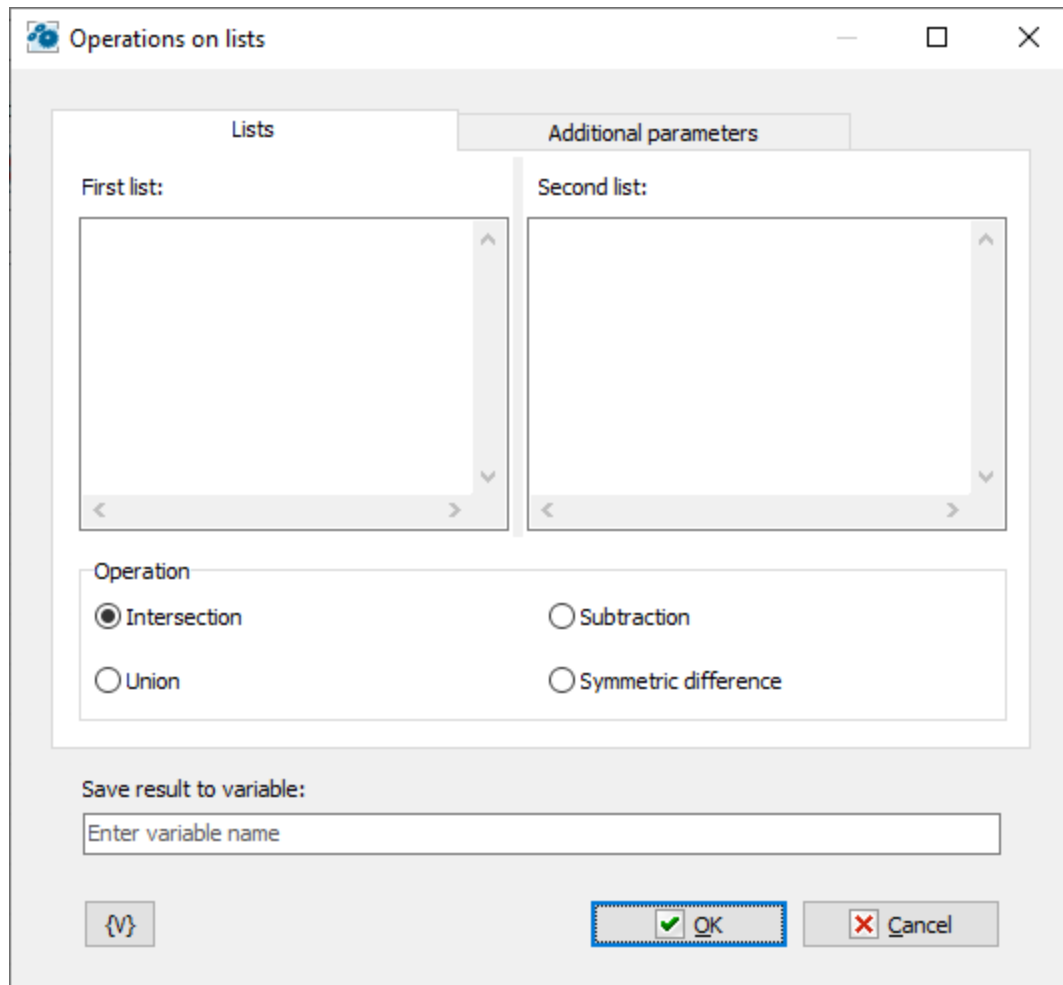 Operations on lists
Lists Additional parameters
First list: Second list:
Operation
Intersection Subtraction
Union Symmetric difference
Save result to variable:
Enter variable name
{V} OK Cancel